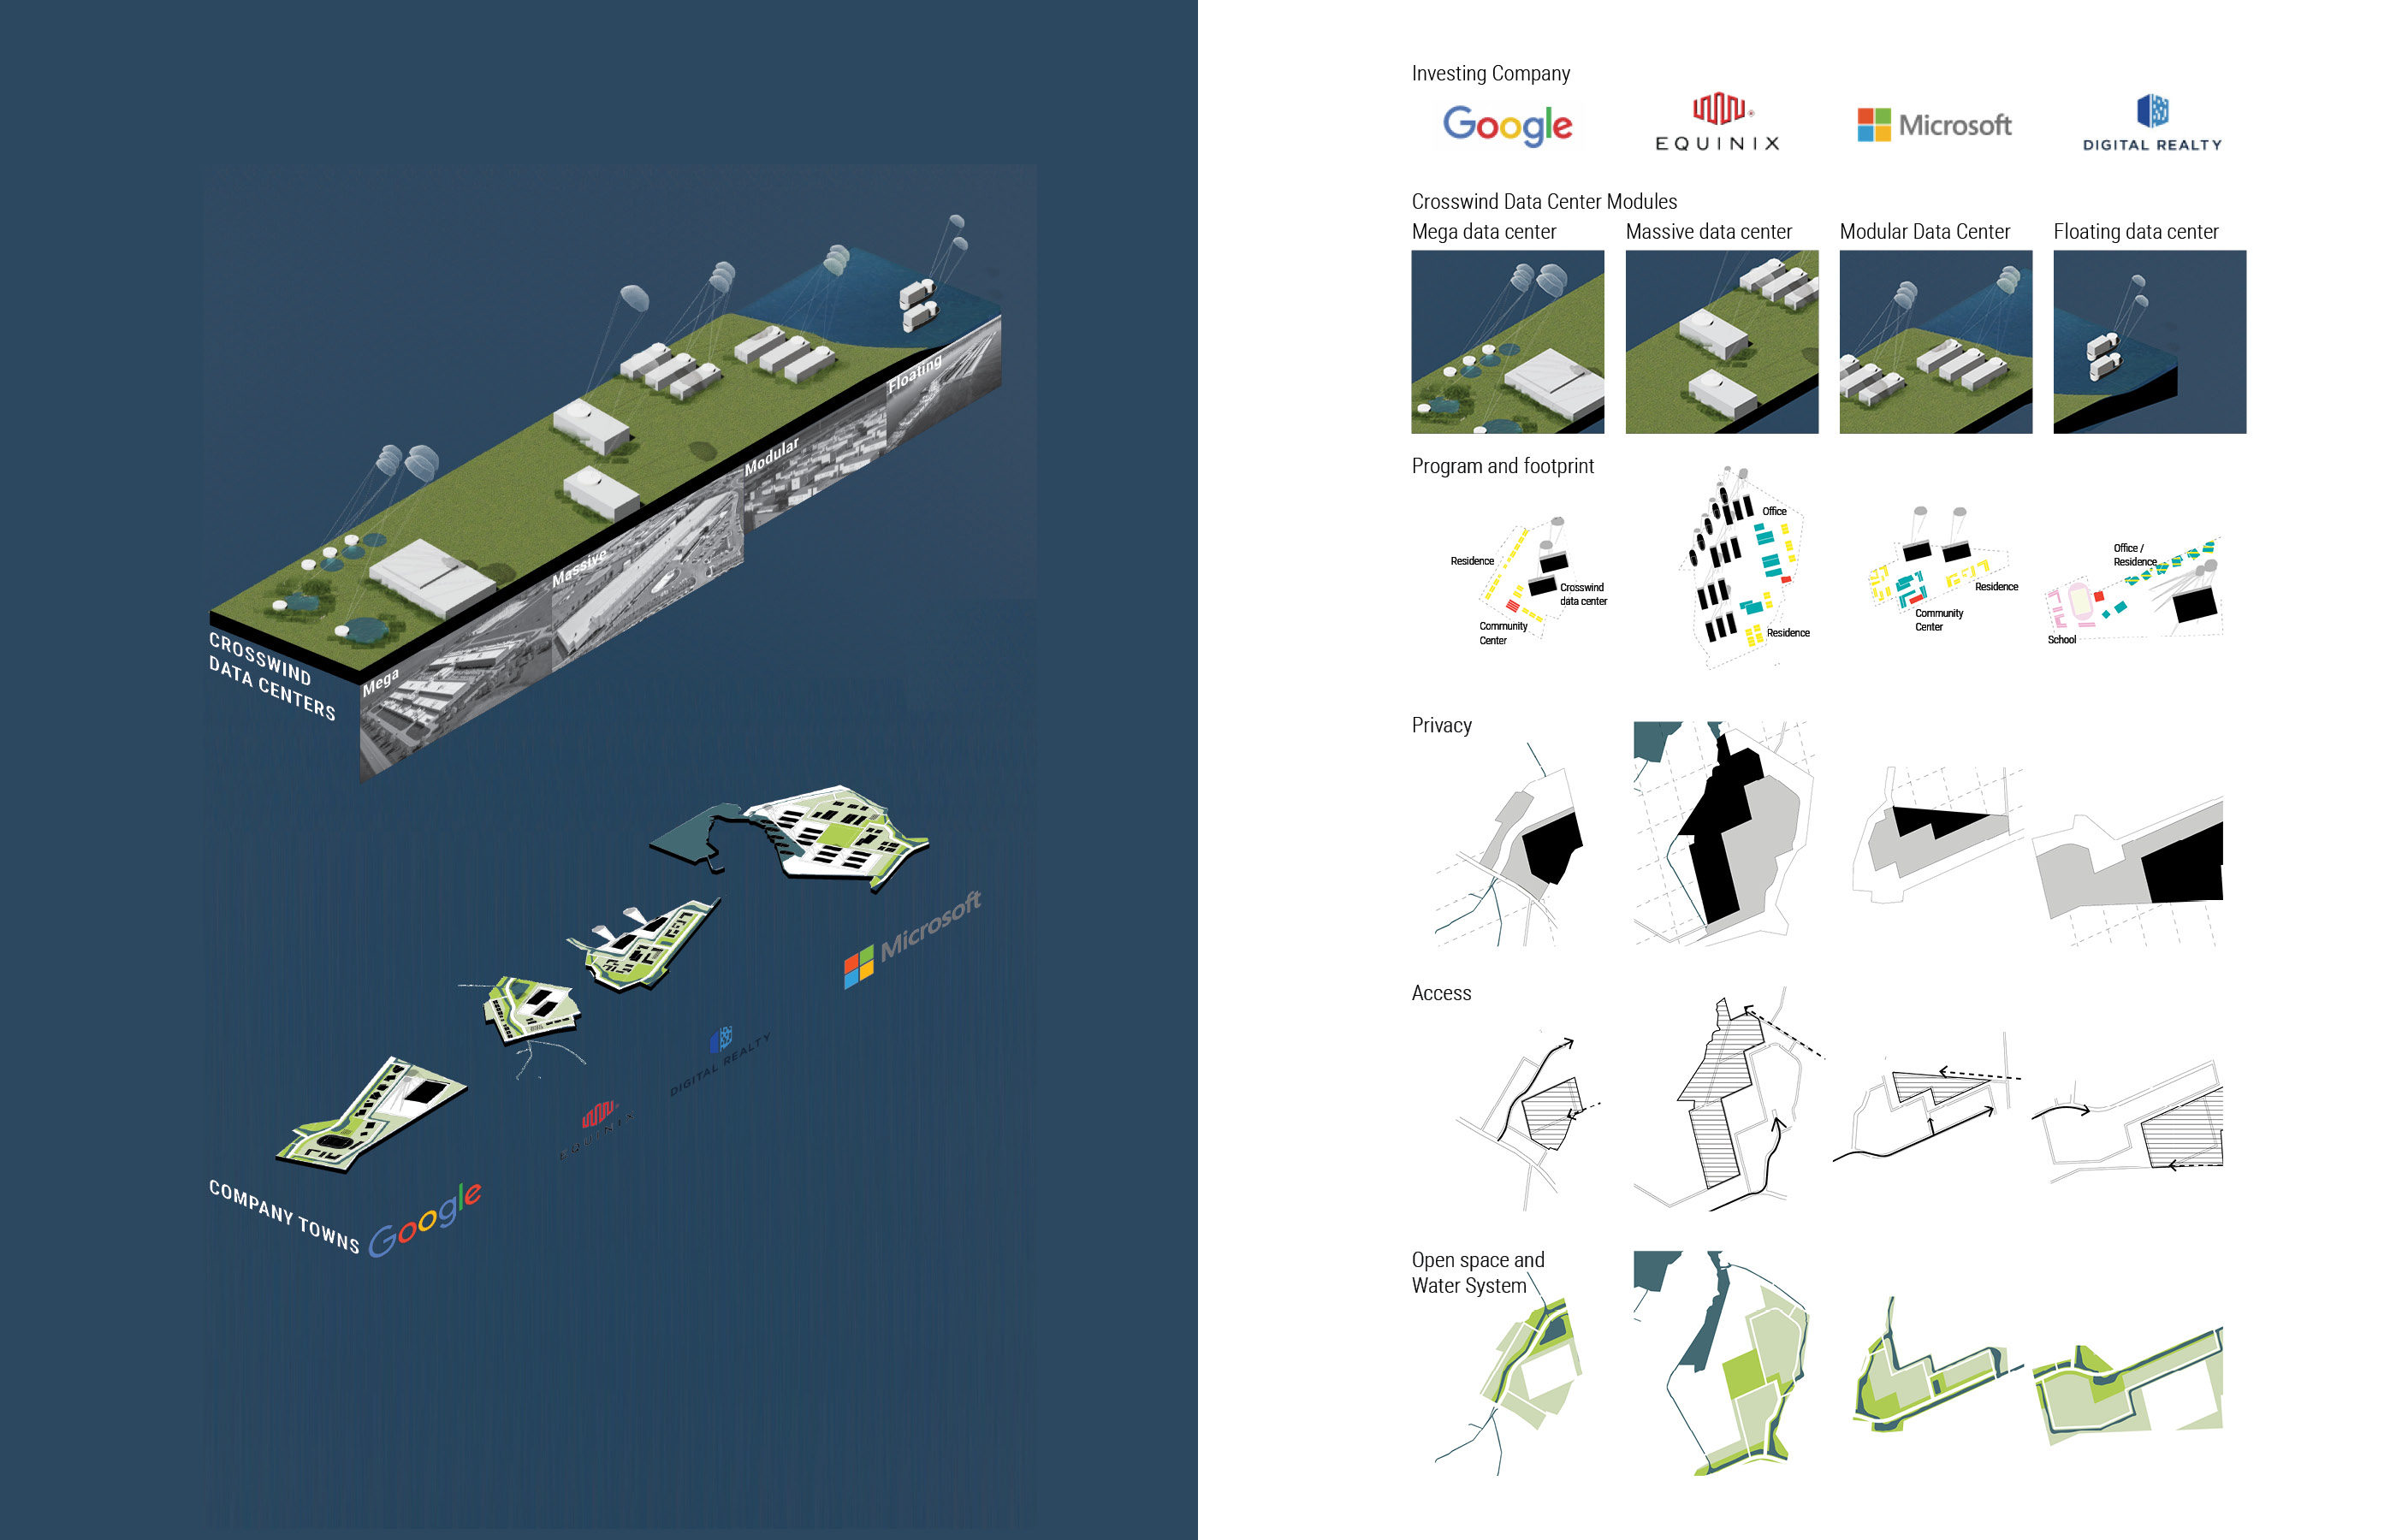 CROSSWIND
DATA CENTERS
Mega
Massive
Modular
Floating
Microsoft
DIGITAL REALTY
EQUINIX
COMPANY TOWNS
Google
Investing Company
Google
EQUINIX
Microsoft
DIGITAL REALTY
Crosswind Data Center Modules
Mega data center
Massive data center
Modular Data Center
Floating data center
Program and footprint
Residence
Crosswind
data center
Community
Center
Office
Residence
Residence
Community
Center
Office /
Residence
School
Privacy
Access
Open space and
Water System